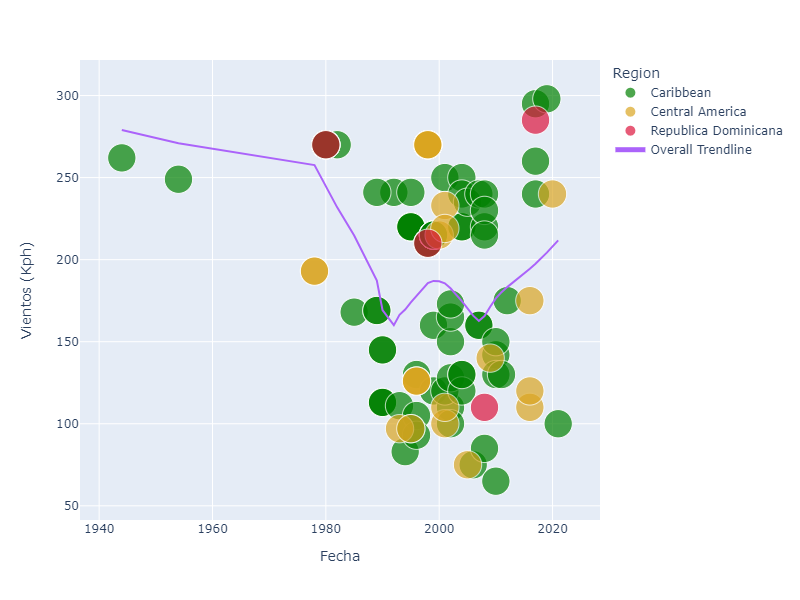 Region
Caribbean
Central America
Republica Dominicana
Overall Trendline
300
250
200
150
100
50
Vientos (Kph)
1940
1960
1980
2000
2020
Fecha